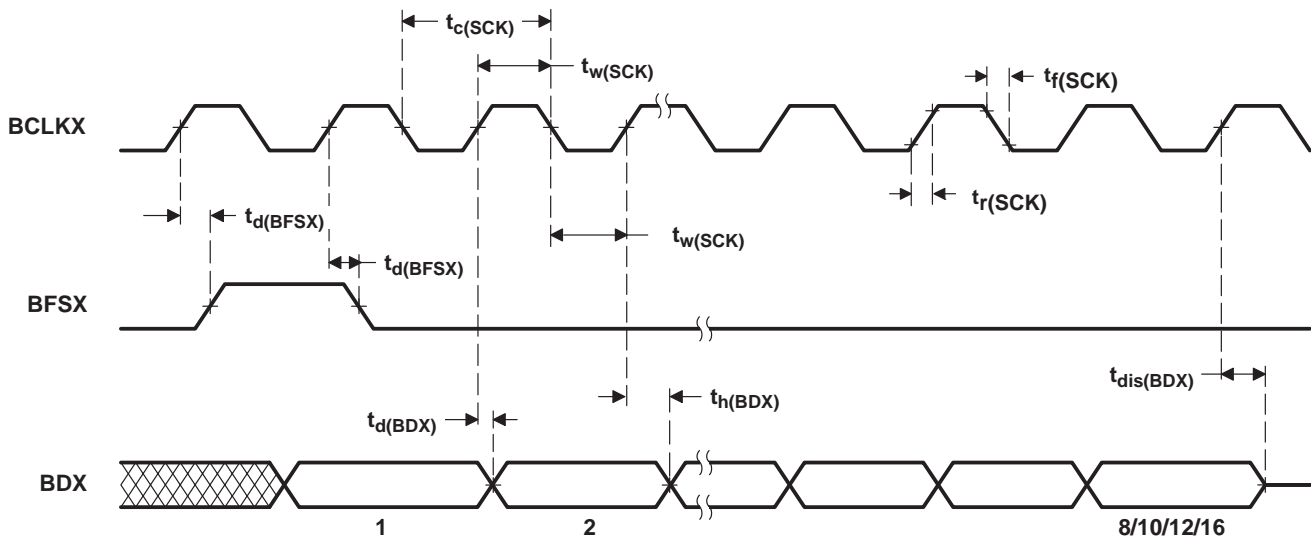 tc(SCK)
tw(SCK)
tf(SCK)
BCLKX
tr(SCK)
td(BFSX)
tw(SCK)
td(BFSX)
BFSX
tdis(BDX)
th(BDX)
td(BDX)
BDX
1 2 8/10/12/16